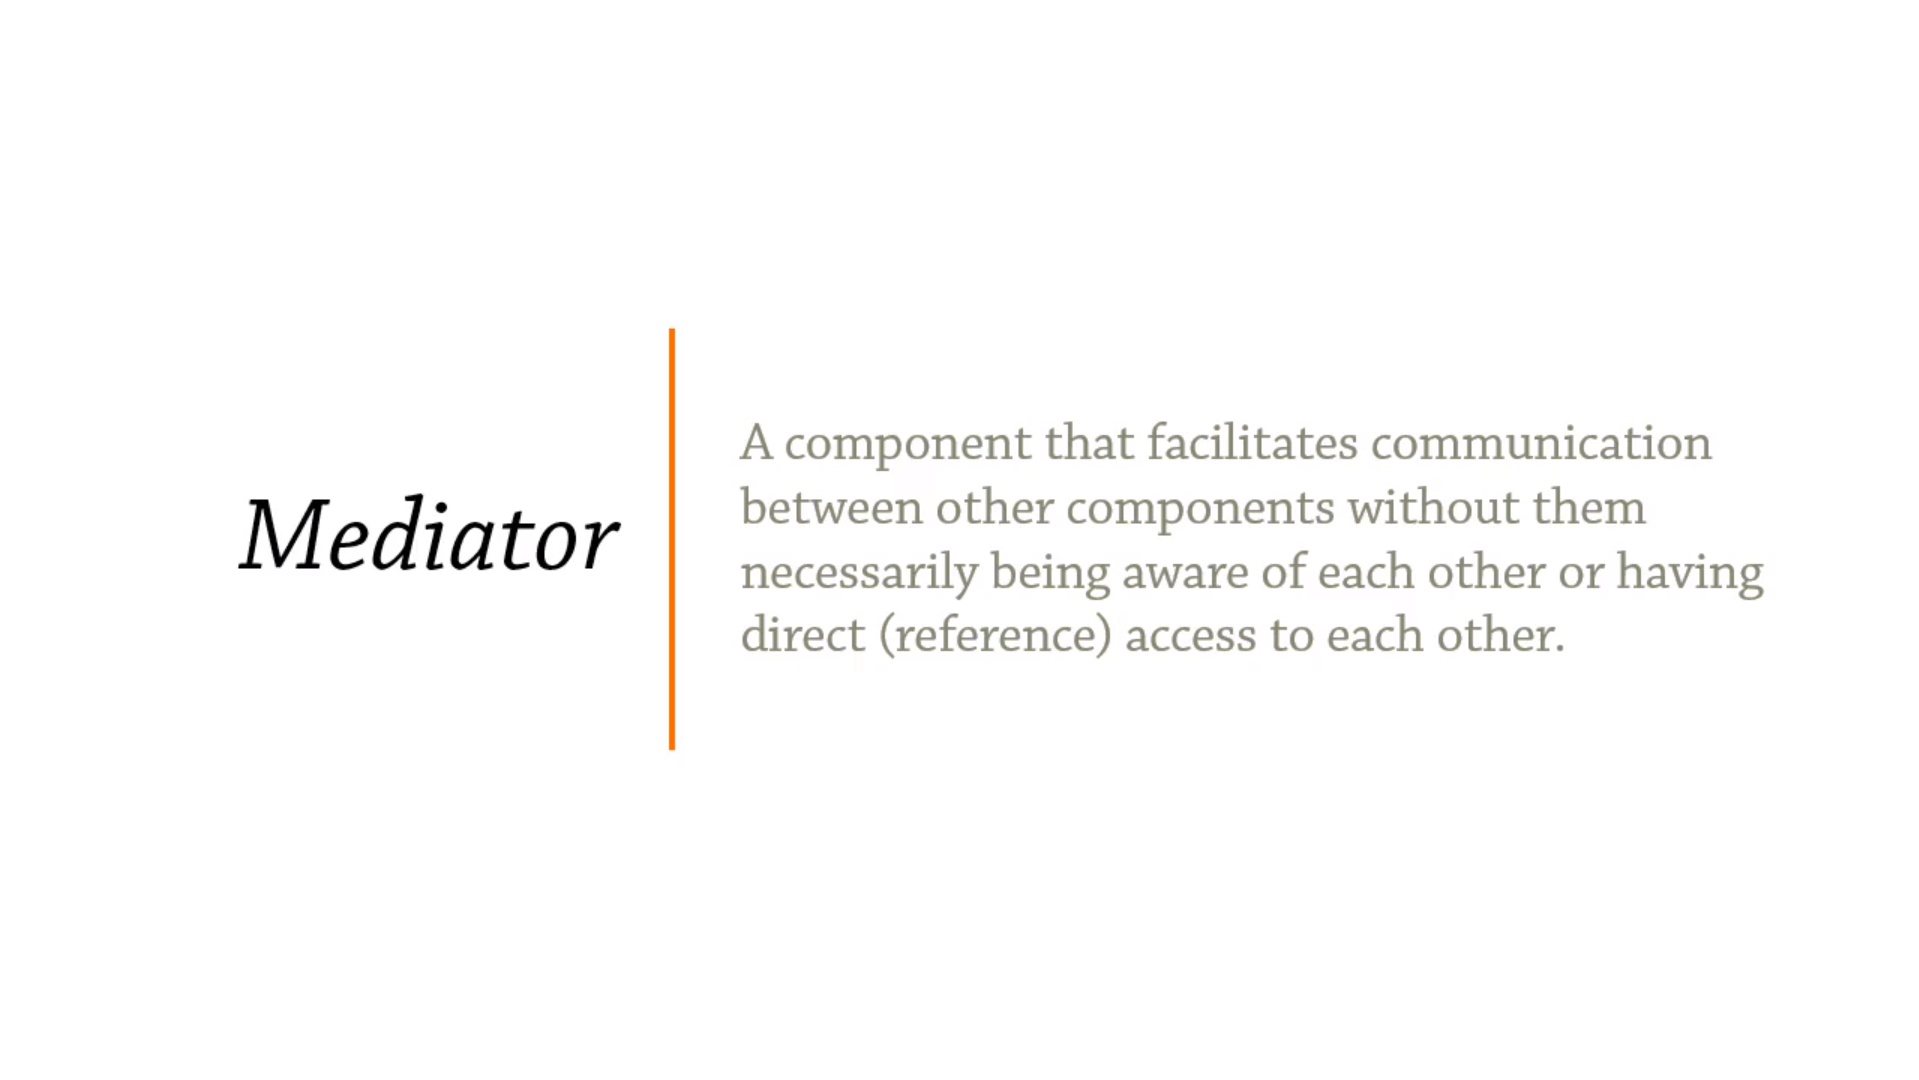 Mediator
A component that facilitates communication
between other components without them
necessarily being aware of each other or having
direct (reference) access to each other.